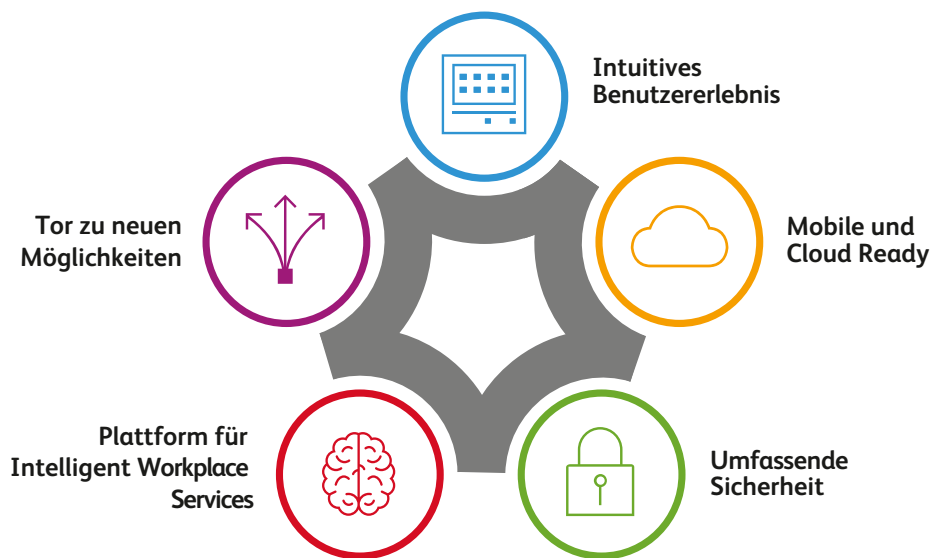 Intuitives
Benutzererlebnis
Mobile und
Cloud Ready
Umfassende
Sicherheit
Plattform für
Intelligent Workplace
Services
Tor zu neuen
Möglichkeiten